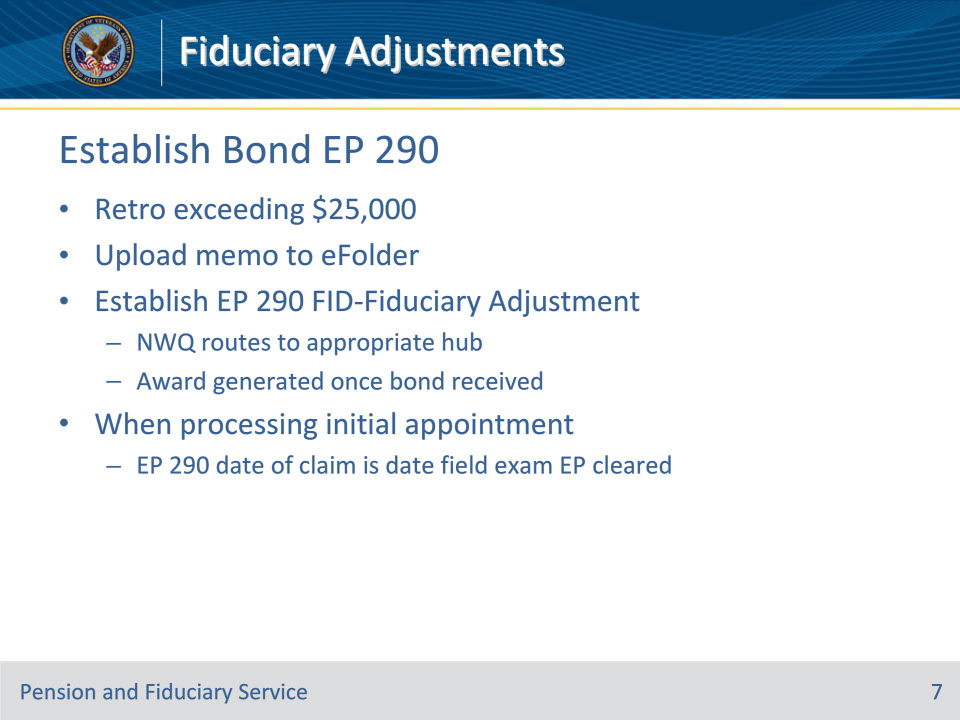 Fiduciary Adjustments
Establish Bond EP 290
• Retro exceeding $25,000
• Upload memo to eFolder
• Establish EP 290 FID-Fiduciary Adjustment
– NWQ routes to appropriate hub
– Award generated once bond received
• When processing initial appointment
– EP 290 date of claim is date field exam EP cleared
Pension and Fiduciary Service
7